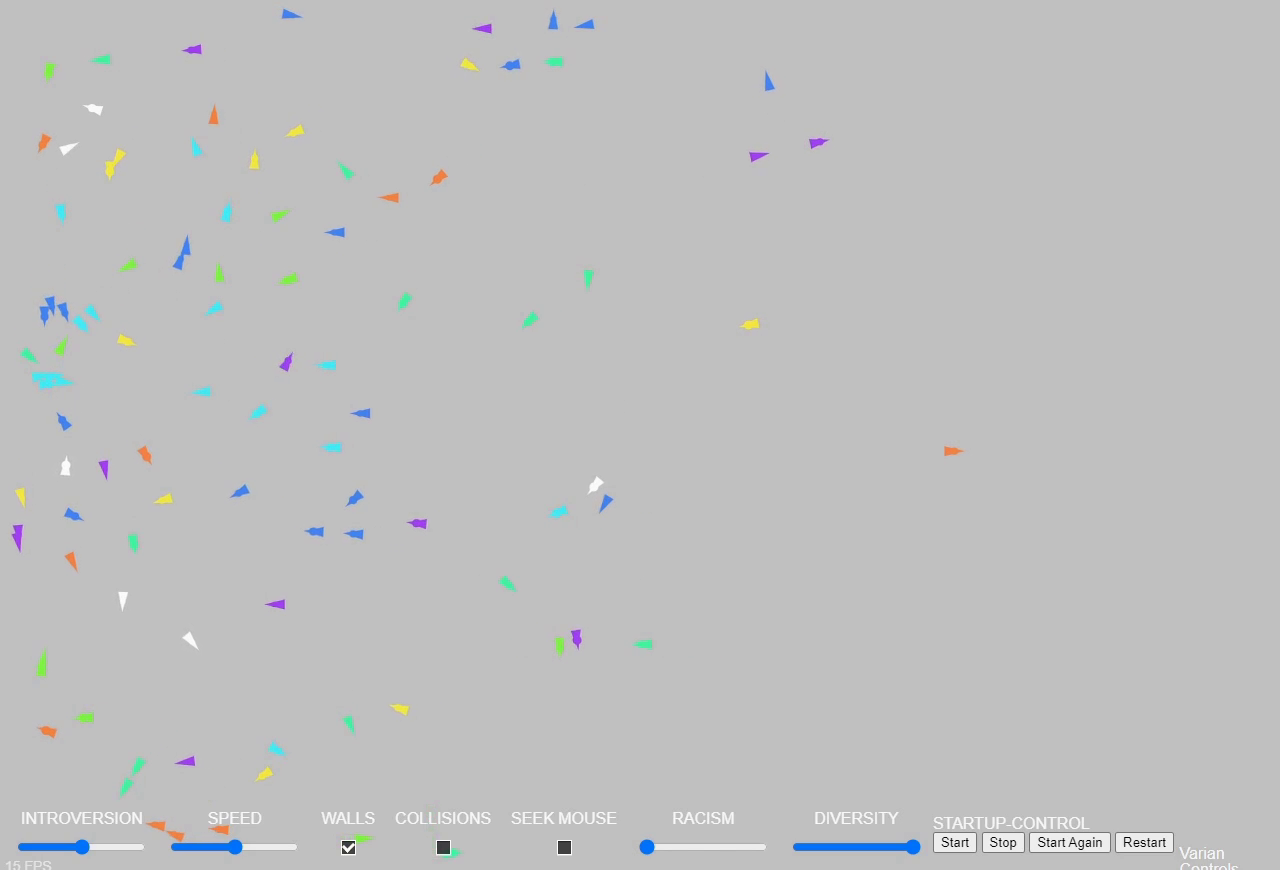 INTROVERSION SPEED WALLS COLLISIONS SEEK MOUSE RACISM DIVERSITY STARTUP-CONTROL
Start Stop Start Again Restart
Varian
Controls
15 FPS